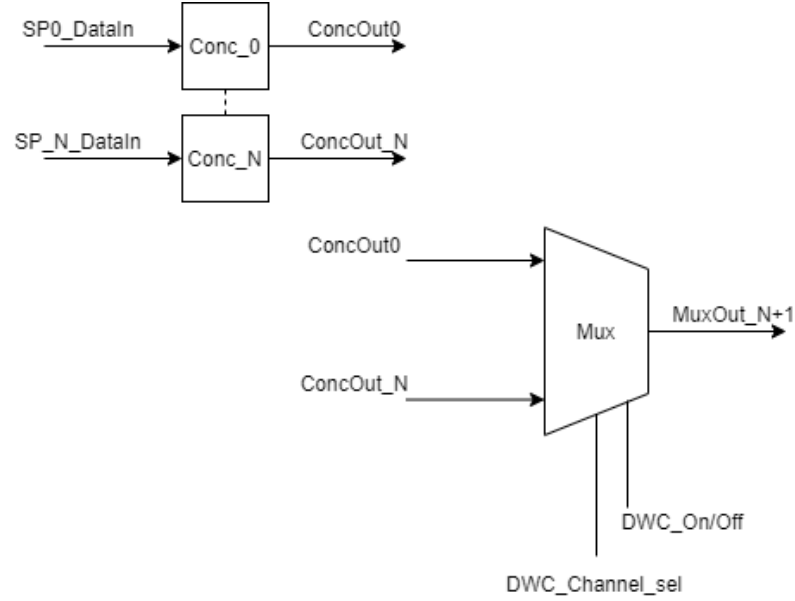 SP0_DataIn
Conc_0
ConcOut0
SP_N_DataIn
Conc_N
ConcOut_N
ConcOut0
Mux
MuxOut_N+1
ConcOut_N
DWC_On/Off
DWC_Channel_sel